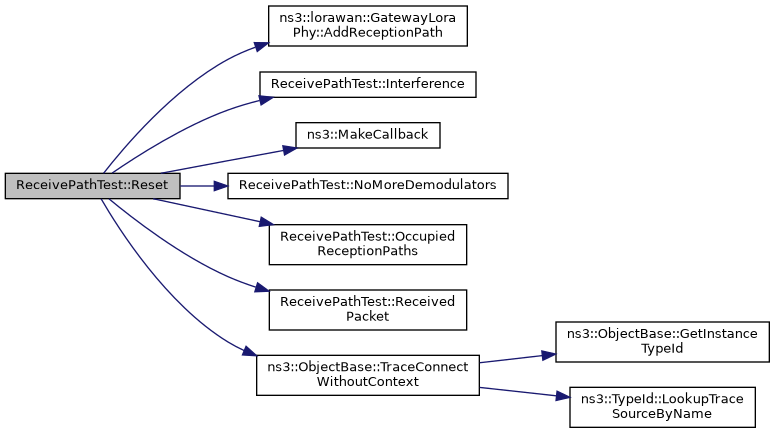 ns3::lorawan::GatewayLora
Phy::AddReceptionPath
ReceivePathTest::Interference
ns3::MakeCallback
ReceivePathTest::Reset
ReceivePathTest::NoMoreDemodulators
ReceivePathTest::Occupied
ReceptionPaths
ReceivePathTest::Received
Packet
ns3::ObjectBase::TraceConnect
WithoutContext
ns3::ObjectBase::GetInstance
TypeId
ns3::TypeId::LookupTrace
SourceByName